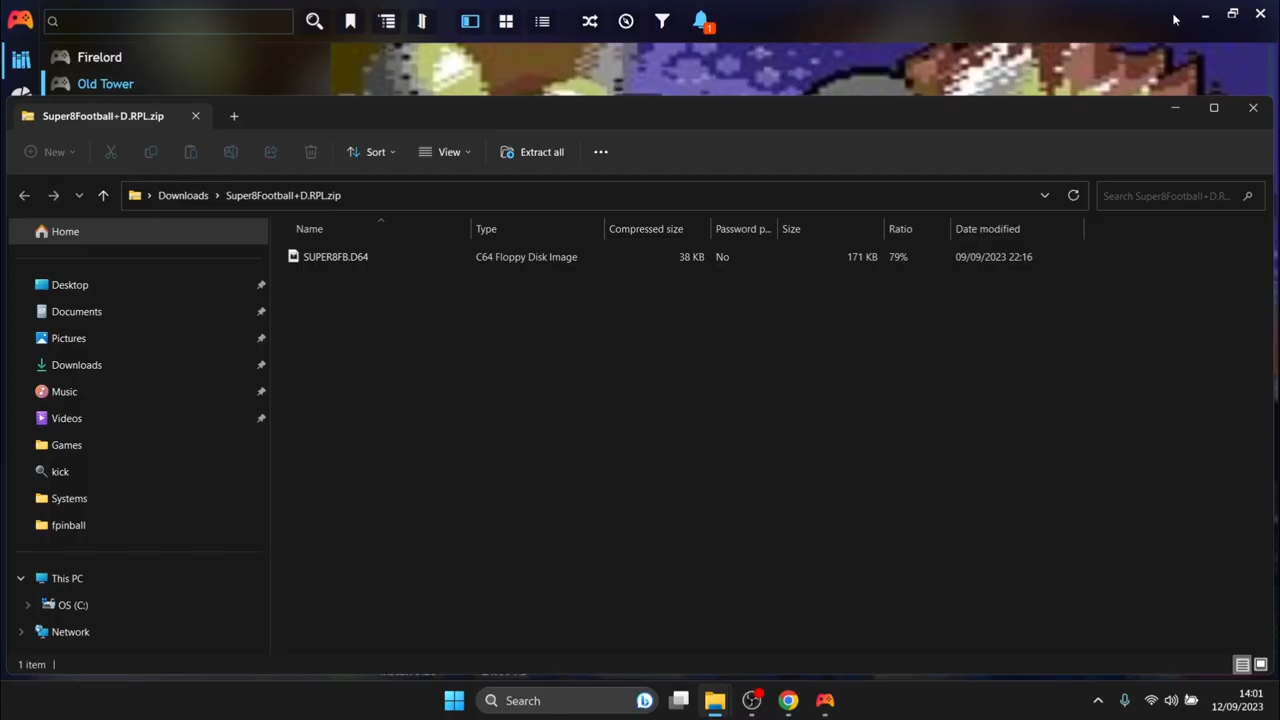 1
Firelord
Old Tower
Super8Football+D.RPL.zip
New
Sort
View
Extract all
Downloads
Super8Football+D.RPL.zip
Search Super8Football+D.R...
Home
Desktop
Documents
Pictures
Downloads
Music
Videos
Games
kick
Systems
fpinball
This PC
OS (C:)
Network
Name Type Compressed size Password p... Size Ratio Date modified
SUPER8FB.D64 C64 Floppy Disk Image 38 KB No 171 KB 79% 09/09/2023 22:16
1 item
Search
14:01
12/09/2023